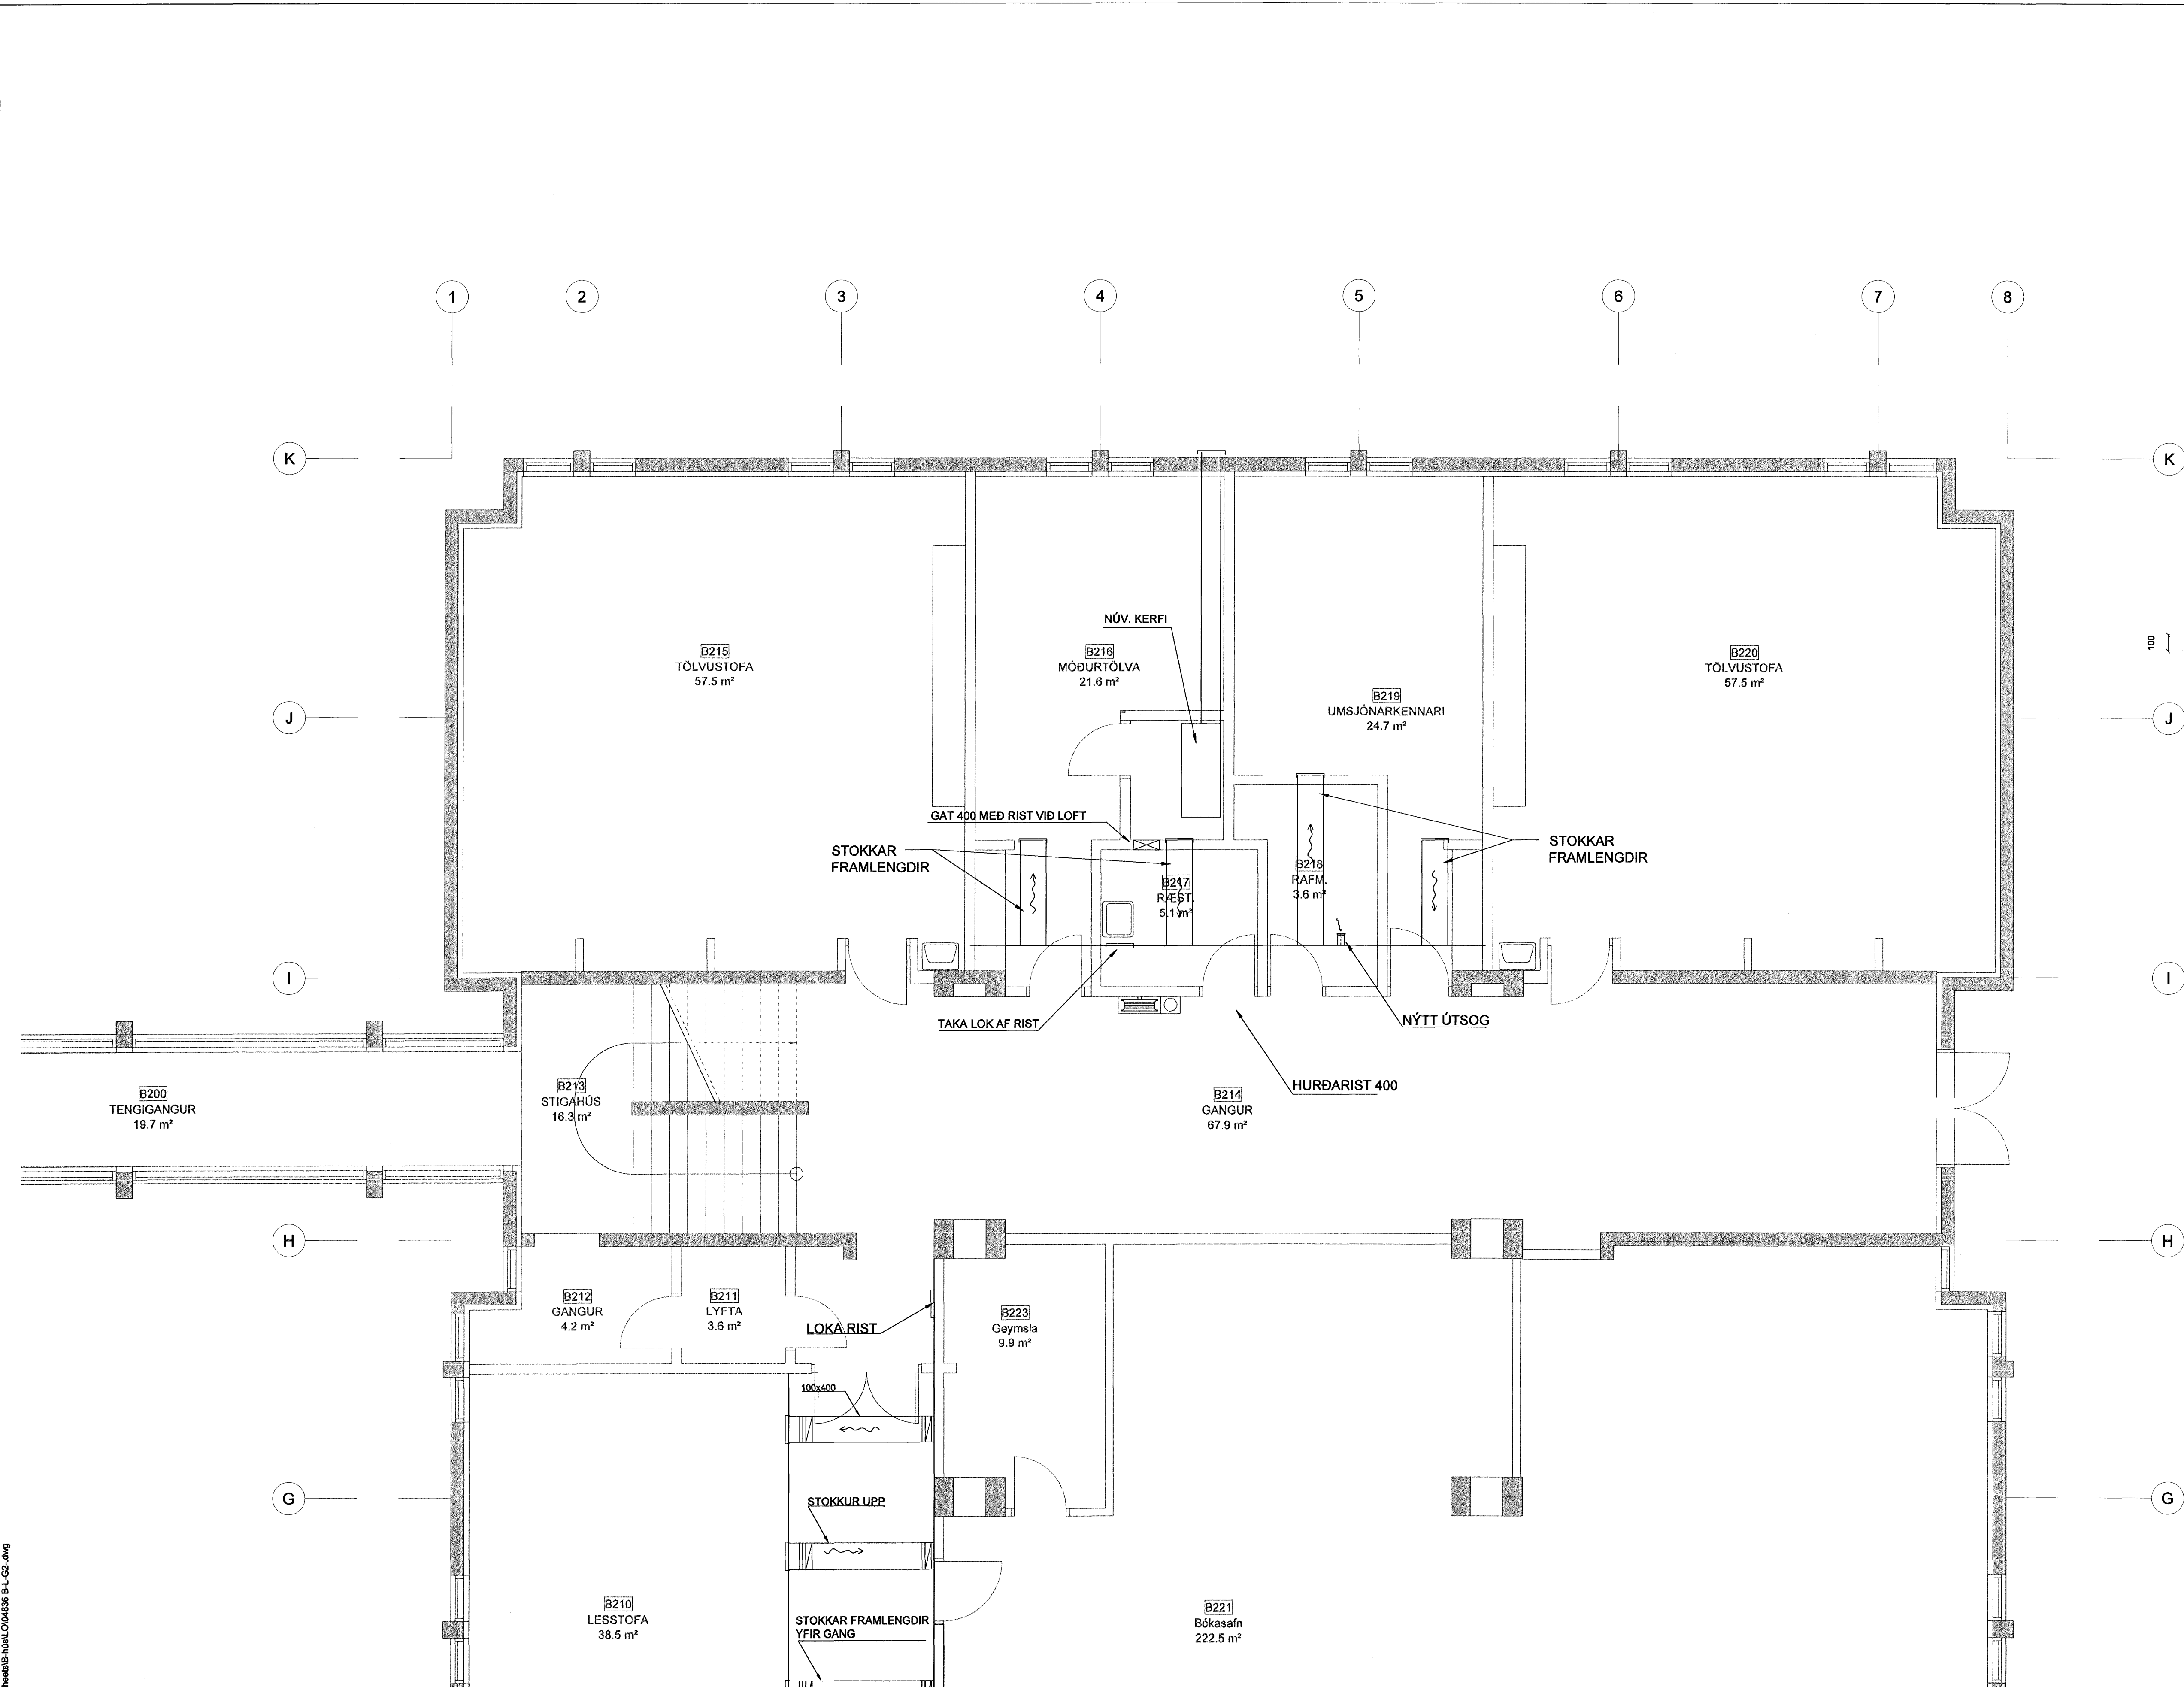 1
2
3
4
5
6
7
8
K
K
NÚV. KERFI
100
B215
TÖLVUSTOFA
57.5 m²
B216
MÓÐURTÖLVA
21.6 m²
B219
UMSJÓNARKENNARI
24.7 m²
B220
TÖLVUSTOFA
57.5 m²
J
J
GAT 400 MEÐ RIST VIÐ LOFT
STOKKAR
FRAMLENGDIR
STOKKAR
FRAMLENGDIR
B217
RÆST.
5.1 m²
B218
RAFM.
3.6 m²
I
I
TAKA LOK AF RIST
NÝTT ÚTSOG
HURÐARIST 400
B200
TENGIGANGUR
19.7 m²
B213
STIGAHÚS
16.3 m²
B214
GANGUR
67.9 m²
H
H
B212
GANGUR
4.2 m²
B211
LYFTA
3.6 m²
LOKA RIST
B223
Geymsla
9.9 m²
100x400
G
G
STOKKUR UPP
B210
LESSTOFA
38.5 m²
STOKKAR FRAMLENGDIR
YFIR GANG
B221
Bókasafn
222.5 m²
heets\B-hús\LO\04836 B-L-G2-.dwg